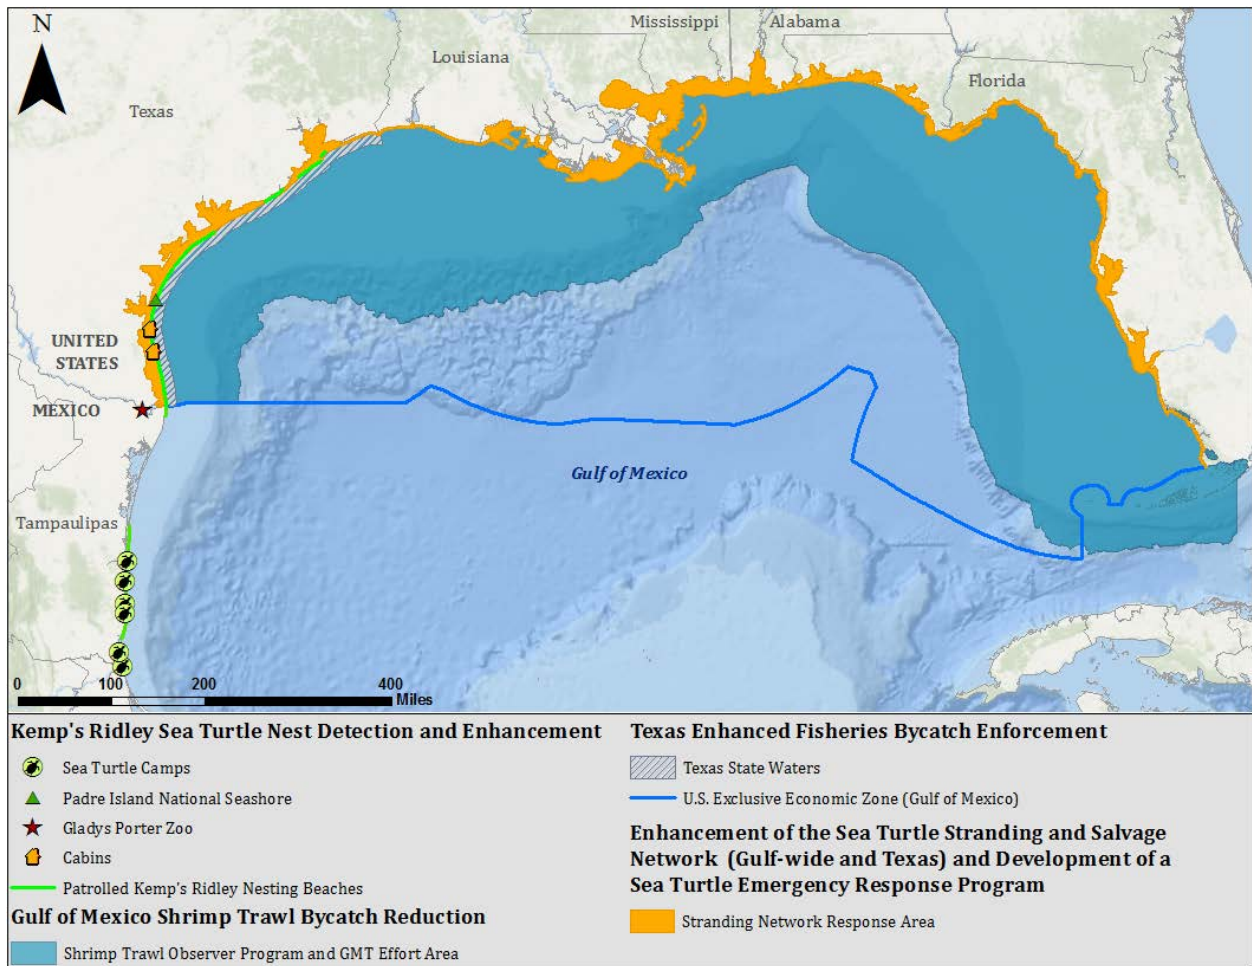 N
Mississippi
Alabama
Louisiana
Florida
Texas
UNITED
STATES
MEXICO
Gulf of Mexico
Tampaulipas
0 100 200 400
Miles
Kemp's Ridley Sea Turtle Nest Detection and Enhancement
Sea Turtle Camps
Padre Island National Seashore
Gladys Porter Zoo
Cabins
Patrolled Kemp's Ridley Nesting Beaches
Gulf of Mexico Shrimp Trawl Bycatch Reduction
Shrimp Trawl Observer Program and GMT Effort Area
Texas Enhanced Fisheries Bycatch Enforcement
Texas State Waters
U.S. Exclusive Economic Zone (Gulf of Mexico)
Enhancement of the Sea Turtle Stranding and Salvage
Network (Gulf-wide and Texas) and Development of a
Sea Turtle Emergency Response Program
Stranding Network Response Area